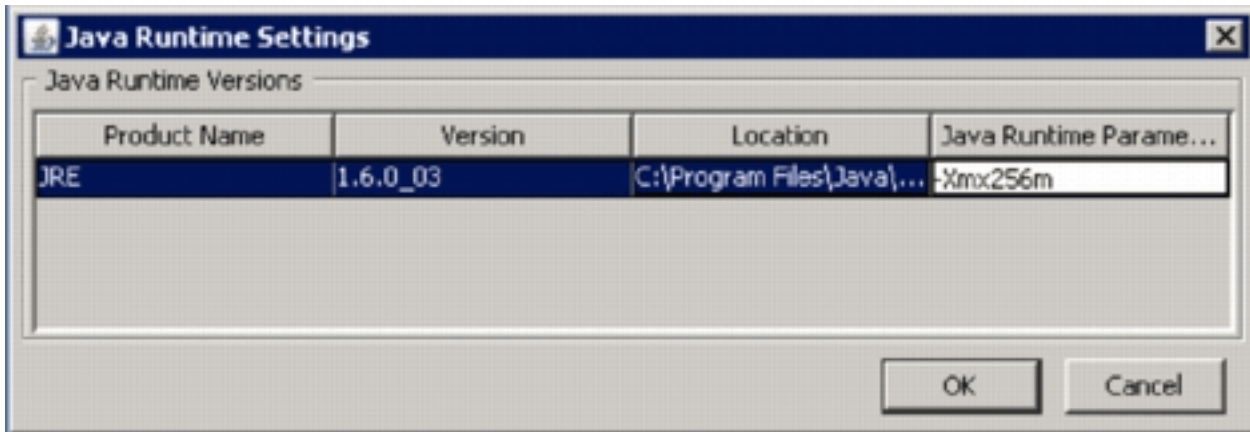 Java Runtime Settings
Java Runtime Versions
Product Name Version Location Java Runtime Parame...
JRE 1.6.0_03 C:\Program Files\Java\... -Xmx256m
OK Cancel